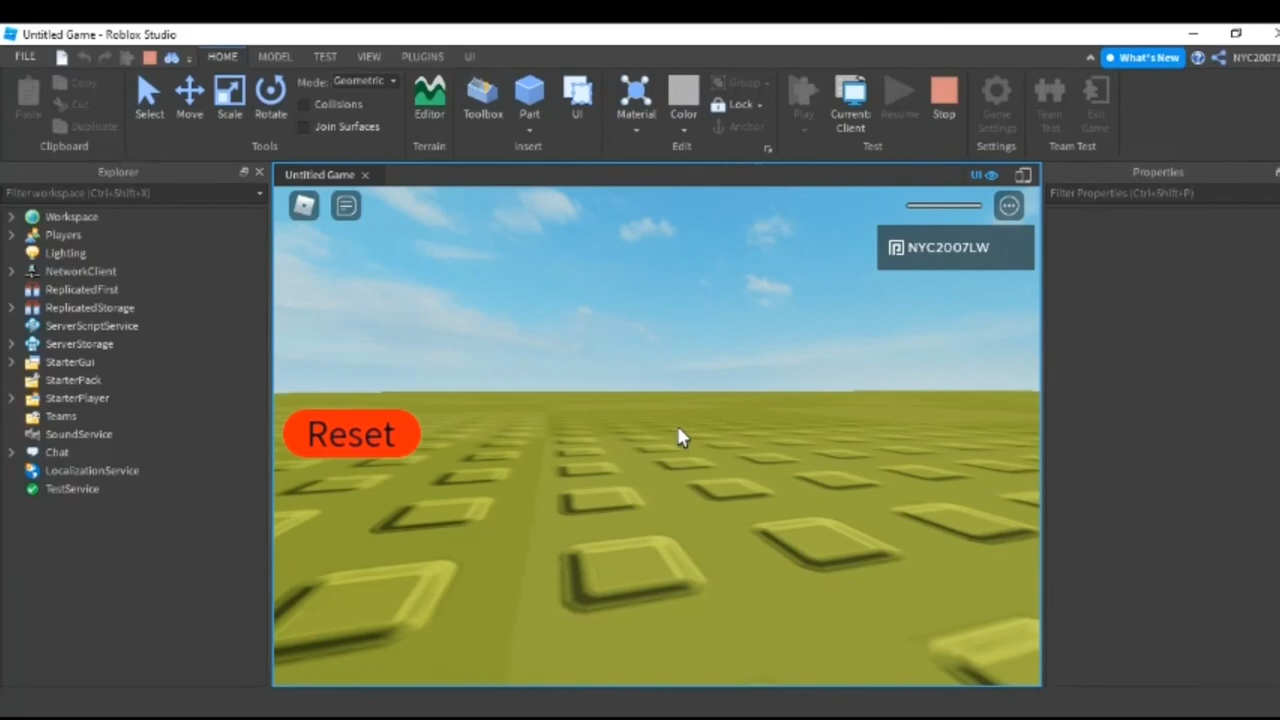 Untitled Game - Roblox Studio
FILE HOME MODEL TEST VIEW PLUGINS UI What's New NYC2007L
Paste Copy Cut Duplicate Clipboard
Select Move Scale Rotate Mode: Geometric Collisions Join Surfaces Tools
Editor Terrain
Toolbox Part UI Insert
Material Color Group Lock Anchor Edit
Play Current: Client Resume Stop Test
Game Settings Settings
Team Test Exit Game Team Test
Explorer
Filter workspace (Ctrl+Shift+X)
Workspace
Players
Lighting
NetworkClient
ReplicatedFirst
ReplicatedStorage
ServerScriptService
ServerStorage
StarterGui
StarterPack
StarterPlayer
Teams
SoundService
Chat
LocalizationService
TestService
Untitled Game
UI
NYC2007LW
Reset
Properties
Filter Properties (Ctrl+Shift+P)